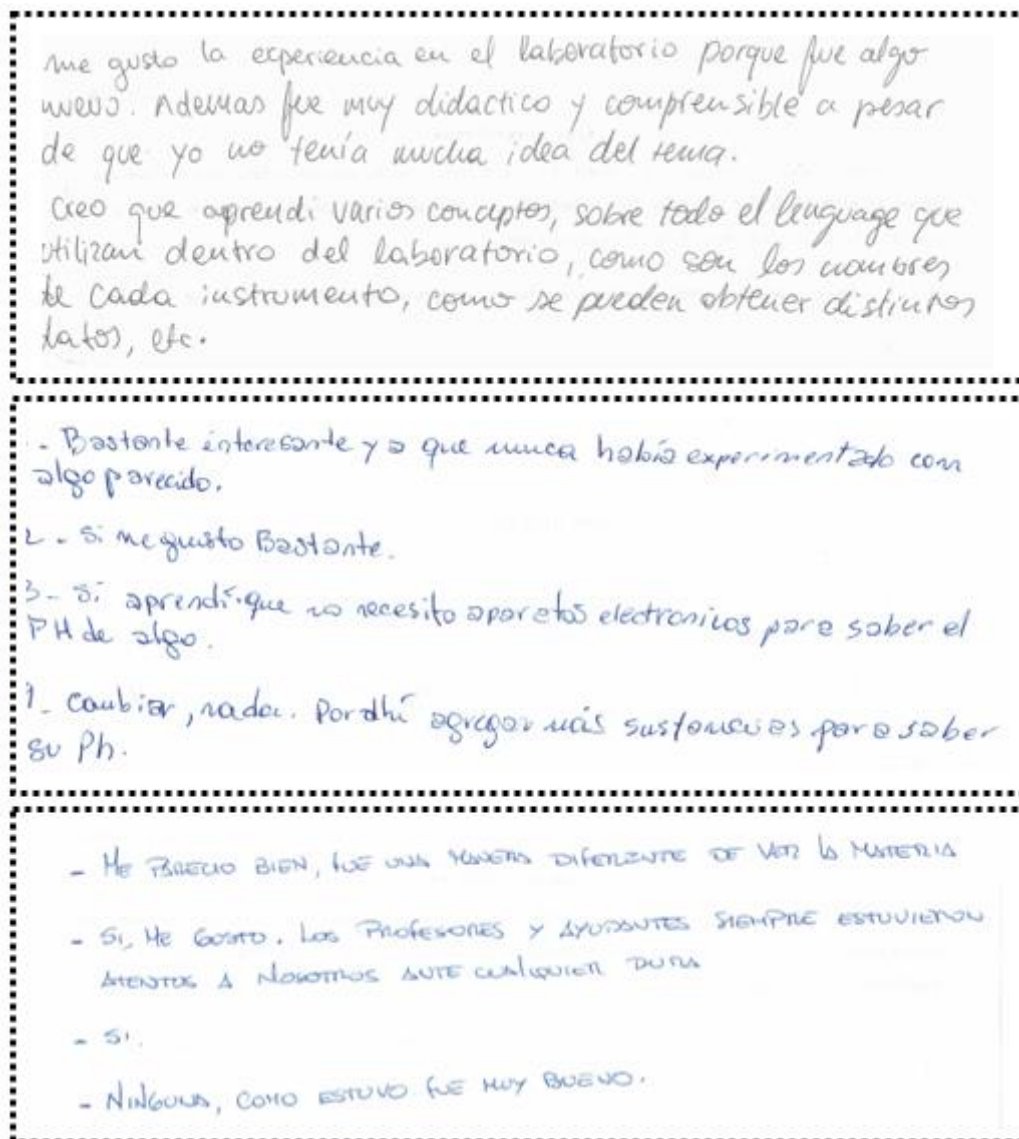 me gusto la experiencia en el laboratorio porque fue algo
nuevo. Ademas fue muy didactico y comprensible a pesar
de que yo no tenía mucha idea del tema.
Creo que aprendi varios conceptos, sobre todo el lenguage que
utilizan dentro del laboratorio, como son los nombres
de cada instrumento, como se pueden obtener distintos
datos, etc.
- Bastante interesante ya que nunca había experimentado con
algo parecido.
2 - Si me gusto Bastante.
3 - Si aprendí que no necesito aparatos electronicos para saber el
PH de algo.
- Cambiar, nada. Por ahí agregar más sustancias para saber
su Ph.
- ME PARECIO BIEN, FUE UNA MANERA DIFERENTE DE VER LA MATERIA
- SI, ME GUSTO. LOS PROFESORES Y AYUDANTES SIEMPRE ESTUVIERON
ATENTOS A NOSOTROS ANTE CUALQUIER DUDA
- SI.
- NINGUNA, COMO ESTUVO FUE MUY BUENO.